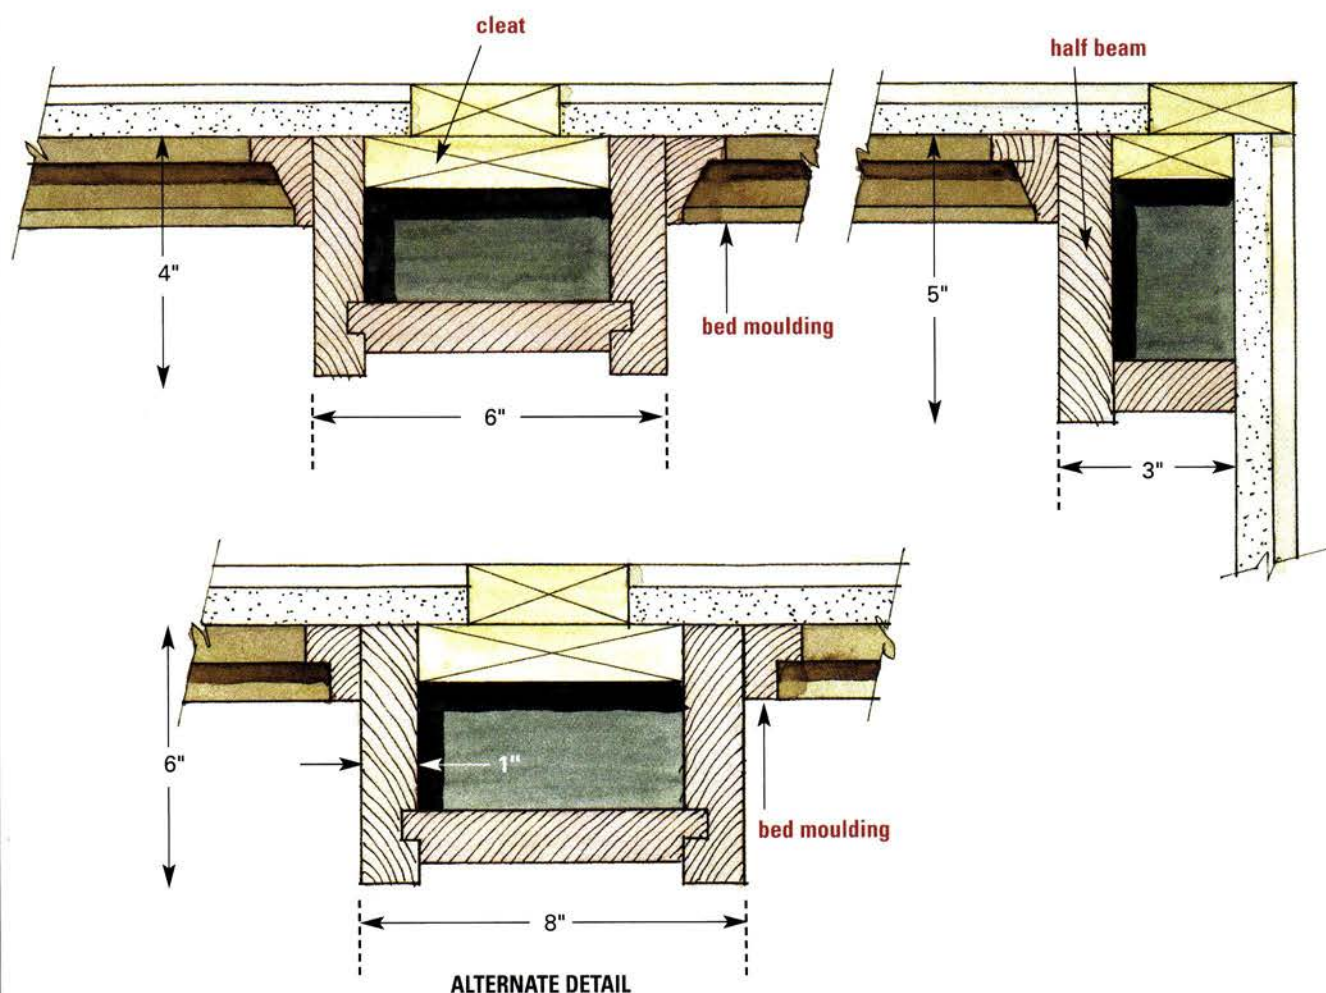 cleat
half beam
4"
5"
bed moulding
6"
3"
6"
1"
bed moulding
8"
ALTERNATE DETAIL